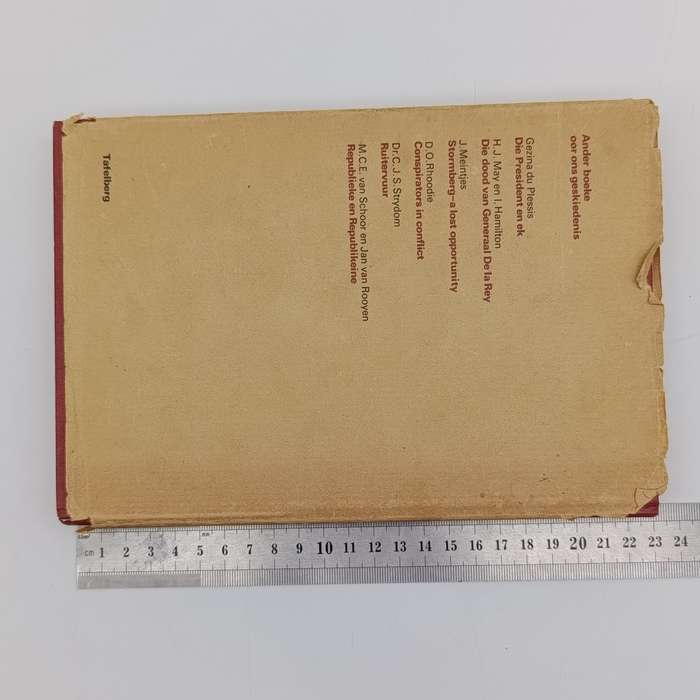 Ander boeke
oor ons geskiedenis
Gezina du Plessis
Die President en ek
H. J. May en I. Hamilton
Die dood van Generaal De la Rey
J. Meintjes
Stormberg-a lost opportunity
D. O. Rhoodie
Conspirators in conflict
Dr. C. J. S. Strydom
Ruitervuur
M. C. E. van Schoor en Jan van Rooyen
Republieke en Republikeine
Tafelberg
cm 1 2 3 4 5 6 7 8 9 10 11 12 13 14 15 16 17 18 19 20 21 22 23 24